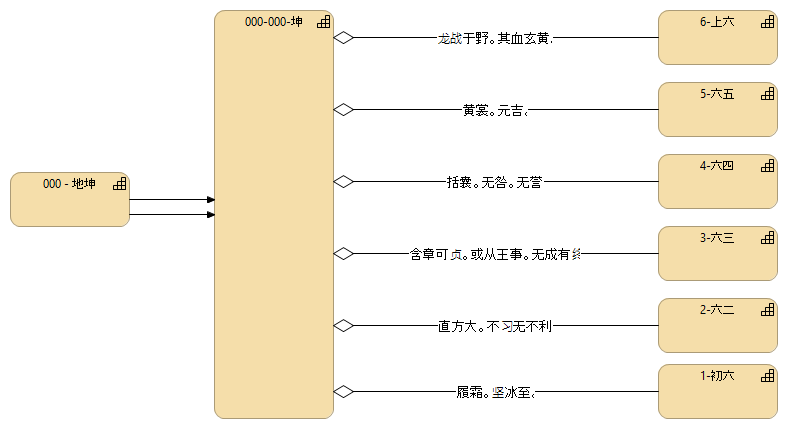 000-000-坤
6-上六
龙战于野。其血玄黄.
5-六五
黄裳。元吉。
4-六四
括囊。无咎。无誉
000 - 地坤
3-六三
含章可贞。或从王事。无成有终
2-六二
直方大。不习无不利
1-初六
履霜。坚冰至。